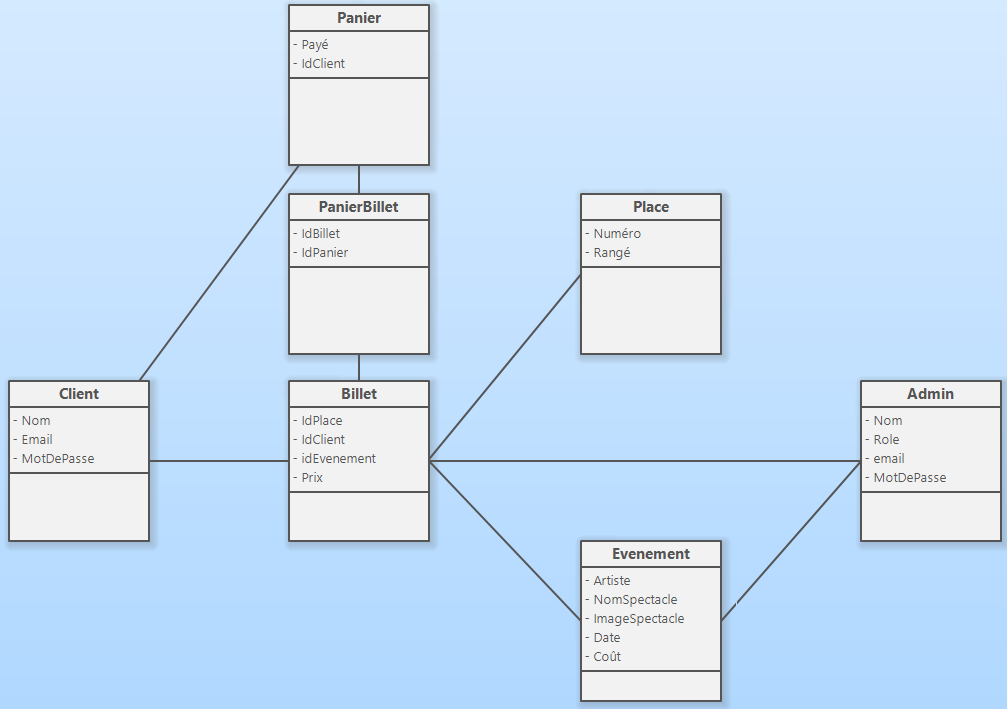 Panier
- Payé
- IdClient
PanierBillet
- IdBillet
- IdPanier
Place
- Numéro
- Rangé
Client
- Nom
- Email
- MotDePasse
Billet
- IdPlace
- IdClient
- idEvenement
- Prix
Admin
- Nom
- Role
- email
- MotDePasse
Evenement
- Artiste
- NomSpectacle
- ImageSpectacle
- Date
- Coût